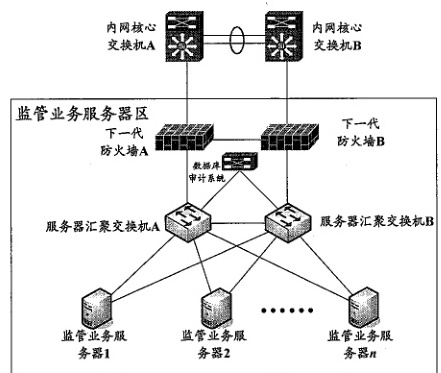 内网核心
交换机A
内网核心
交换机B
监管业务服务器区
下一代
防火墙A
下一代
防火墙B
数据库
审计系统
服务器汇聚交换机A
服务器汇聚交换机B
监管业务服
务器1
监管业务服
务器2
······
监管业务服
务器n